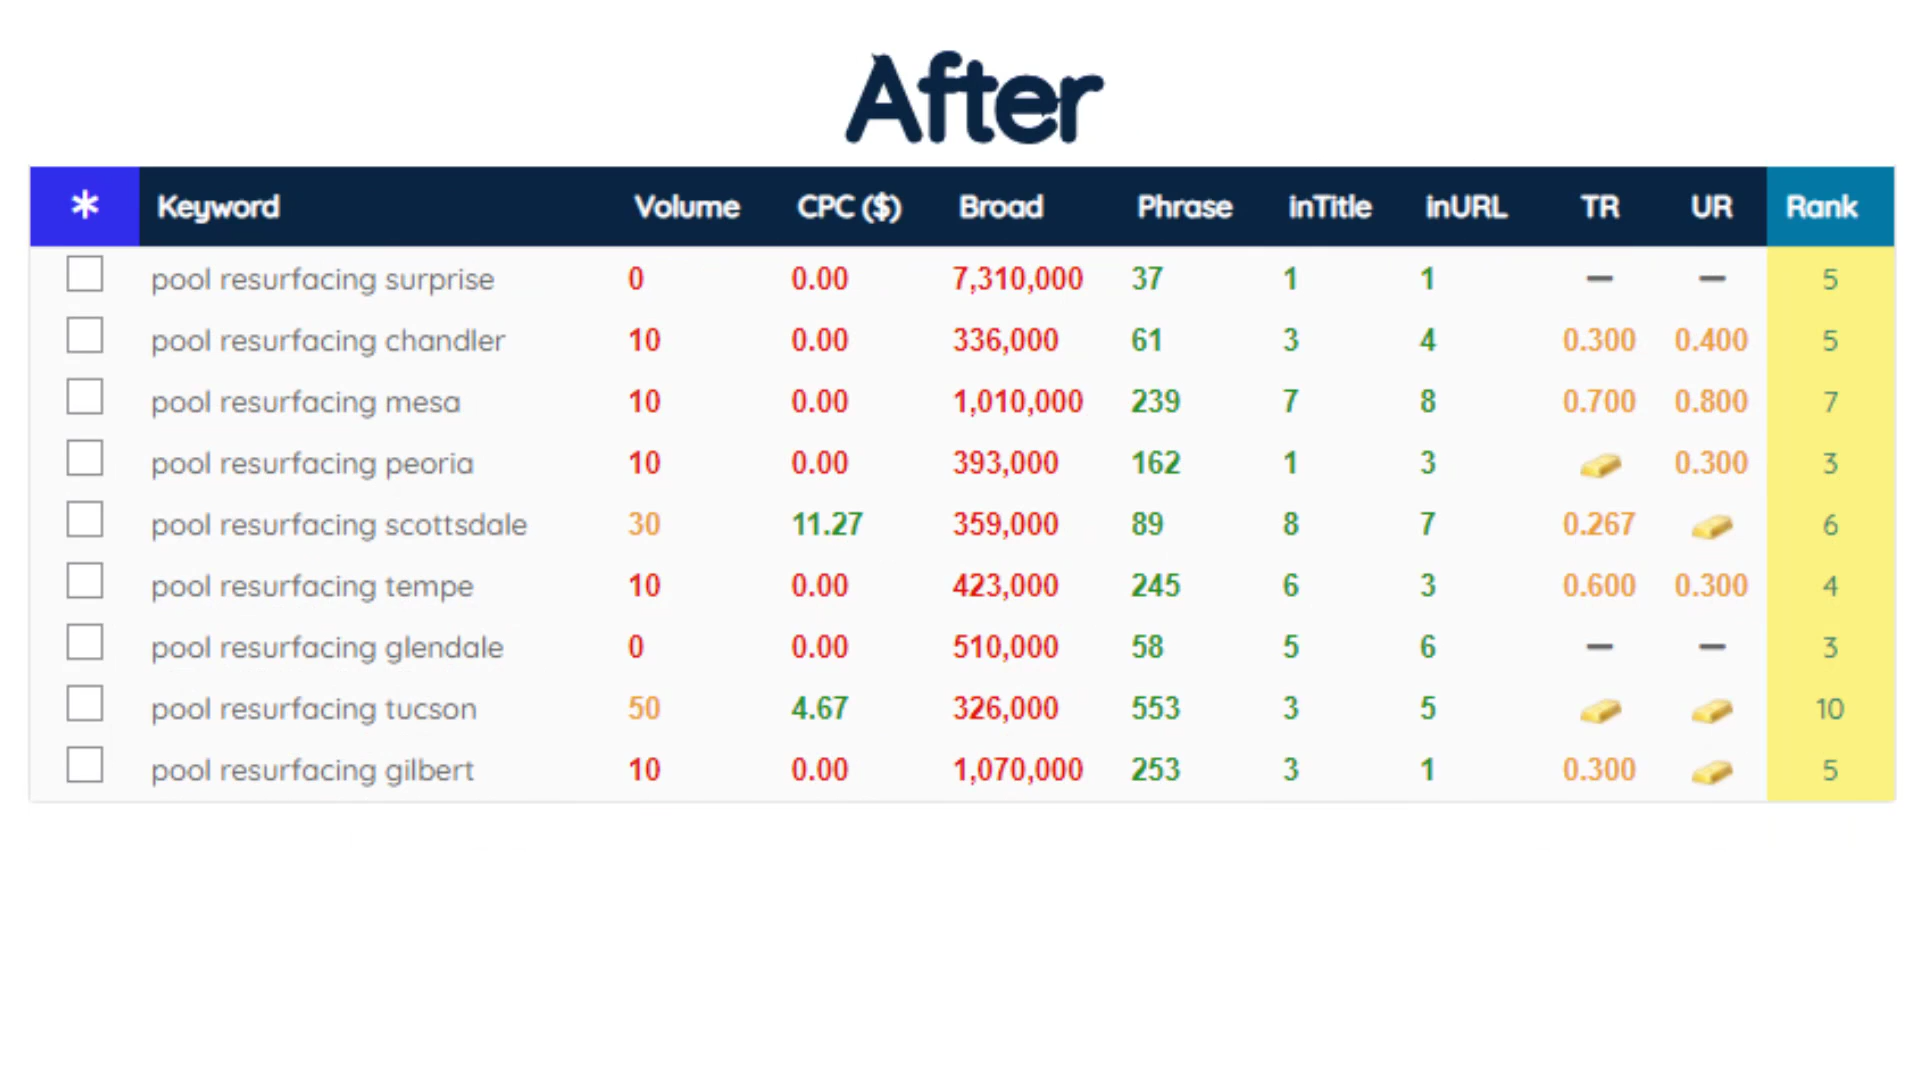 After
* Keyword Volume CPC ($) Broad Phrase inTitle inURL TR UR Rank
pool resurfacing surprise 0 0.00 7,310,000 37 1 1 — — 5
pool resurfacing chandler 10 0.00 336,000 61 3 4 0.300 0.400 5
pool resurfacing mesa 10 0.00 1,010,000 239 7 8 0.700 0.800 7
pool resurfacing peoria 10 0.00 393,000 162 1 3 0.300 3
pool resurfacing scottsdale 30 11.27 359,000 89 8 7 0.267 6
pool resurfacing tempe 10 0.00 423,000 245 6 3 0.600 0.300 4
pool resurfacing glendale 0 0.00 510,000 58 5 6 — — 3
pool resurfacing tucson 50 4.67 326,000 553 3 5 10
pool resurfacing gilbert 10 0.00 1,070,000 253 3 1 0.300 5